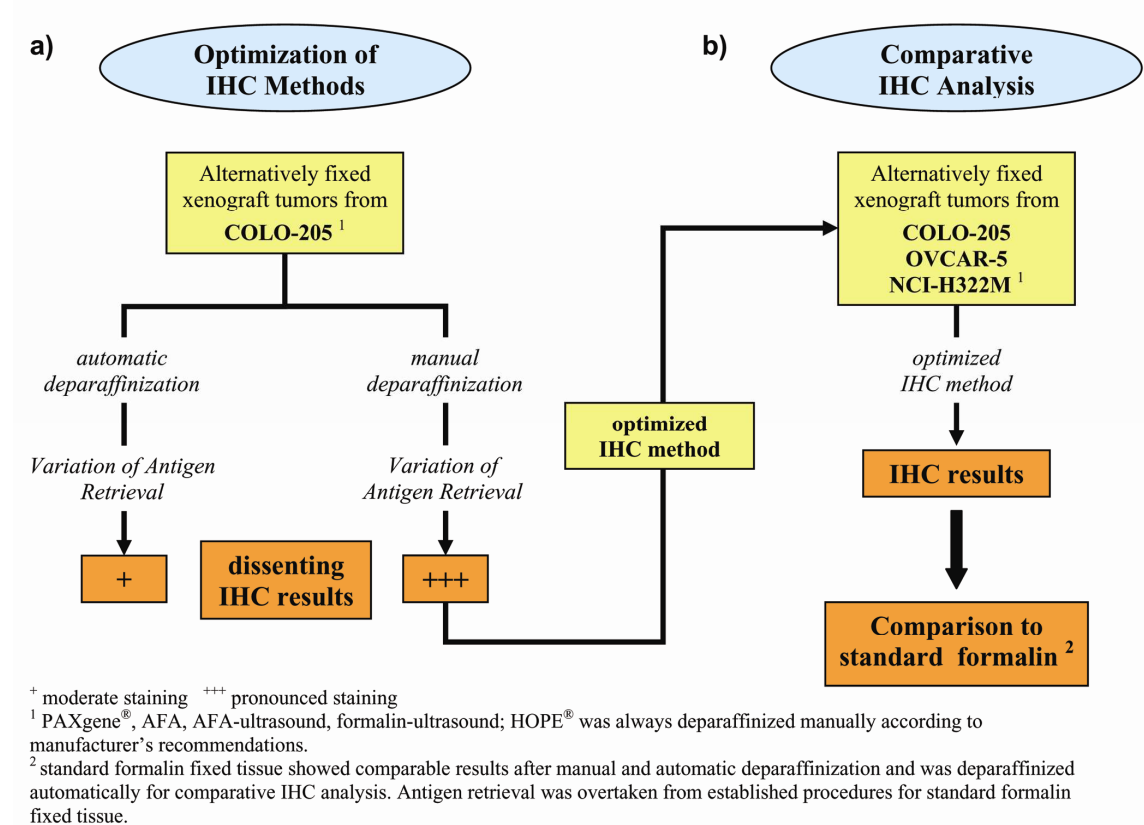 a)
Optimization of
IHC Methods
Alternatively fixed
xenograft tumors from
COLO-205 1
automatic
deparaffinization
manual
deparaffinization
Variation of Antigen
Retrieval
Variation of
Antigen Retrieval
+
dissenting
IHC results
+++
optimized
IHC method
b)
Comparative
IHC Analysis
Alternatively fixed
xenograft tumors from
COLO-205
OVCAR-5
NCI-H322M 1
optimized
IHC method
IHC results
Comparison to
standard formalin 2
+ moderate staining +++ pronounced staining
1 PAXgene®, AFA, AFA-ultrasound, formalin-ultrasound; HOPE® was always deparaffinized manually according to
manufacturer's recommendations.
2 standard formalin fixed tissue showed comparable results after manual and automatic deparaffinization and was deparaffinized
automatically for comparative IHC analysis. Antigen retrieval was overtaken from established procedures for standard formalin
fixed tissue.